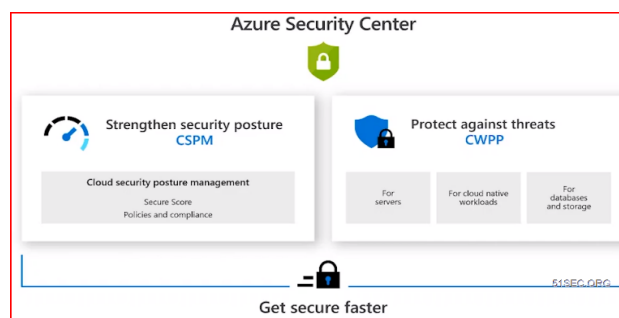 Azure Security Center
Strengthen security posture
CSPM
Cloud security posture management
Secure Score
Policies and compliance
Protect against threats
CWPP
For
servers
For cloud native
workloads
For
databases
and storage
51SEC.ORG
Get secure faster